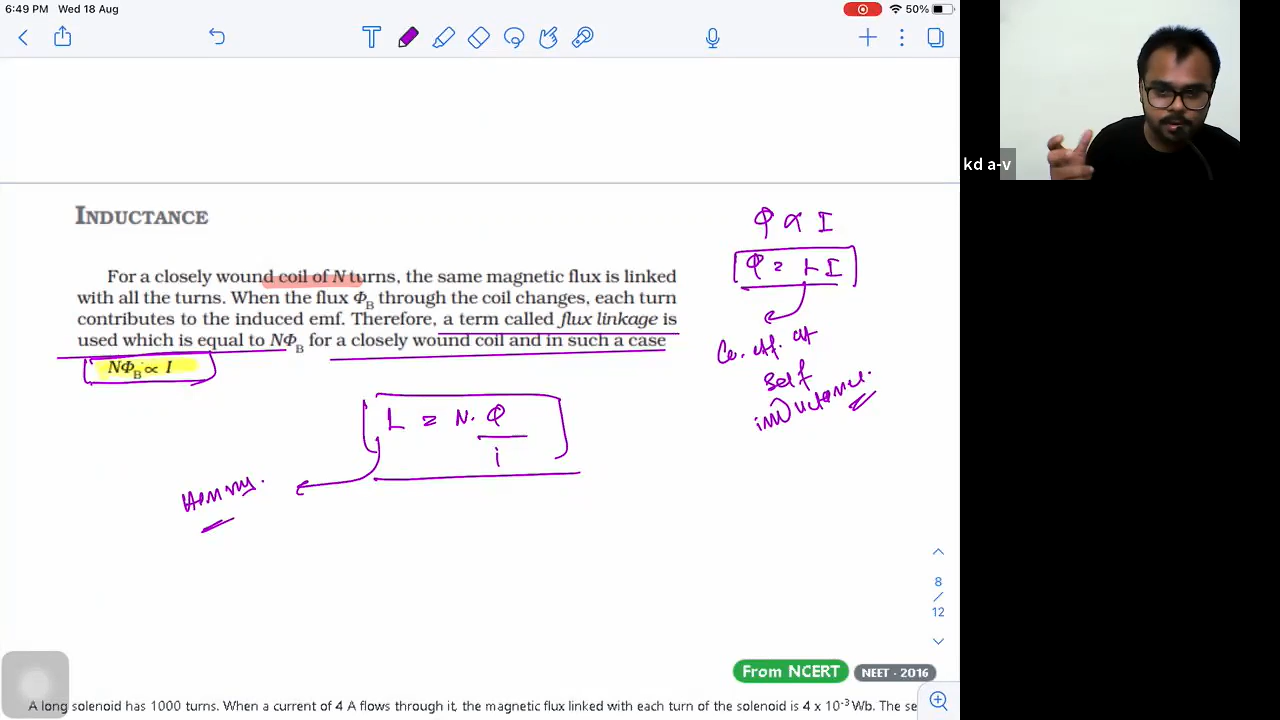 6:49 PM Wed 18 Aug
50%
T
kd a-v
INDUCTANCE
For a closely wound coil of N turns, the same magnetic flux is linked
with all the turns. When the flux ΦB through the coil changes, each turn
contributes to the induced emf. Therefore, a term called flux linkage is
used which is equal to NΦB for a closely wound coil and in such a case
NΦB ∝ I
φ ∝ I
φ = LI
Co. eff. of
self
inductance.
L = N. φ
i
Henry.
8
/
12
From NCERT
NEET - 2016
A long solenoid has 1000 turns. When a current of 4 A flows through it, the magnetic flux linked with each turn of the solenoid is 4 x 10⁻³ Wb. The se